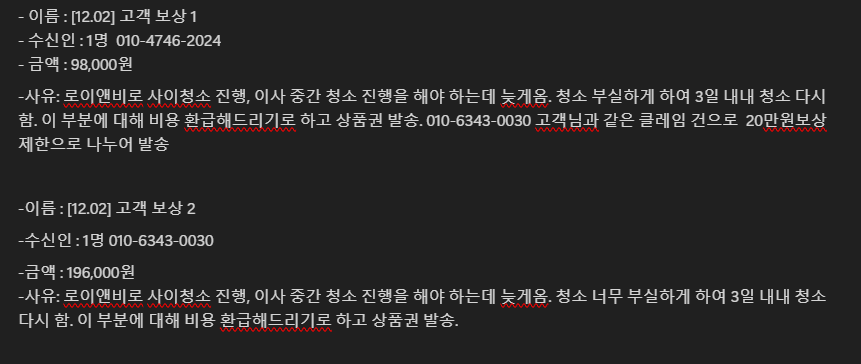 - 이름 : [12.02] 고객 보상 1
- 수신인 : 1명  010-4746-2024
- 금액 : 98,000원
-사유: 로이앤비로 사이청소 진행, 이사 중간 청소 진행을 해야 하는데 늦게옴. 청소 부실하게 하여 3일 내내 청소 다시
함. 이 부분에 대해 비용 환급해드리기로 하고 상품권 발송. 010-6343-0030 고객님과 같은 클레임 건으로  20만원보상
제한으로 나누어 발송
-이름 : [12.02] 고객 보상 2
-수신인 : 1명 010-6343-0030
-금액 : 196,000원
-사유: 로이앤비로 사이청소 진행, 이사 중간 청소 진행을 해야 하는데 늦게옴. 청소 너무 부실하게 하여 3일 내내 청소
다시 함. 이 부분에 대해 비용 환급해드리기로 하고 상품권 발송.